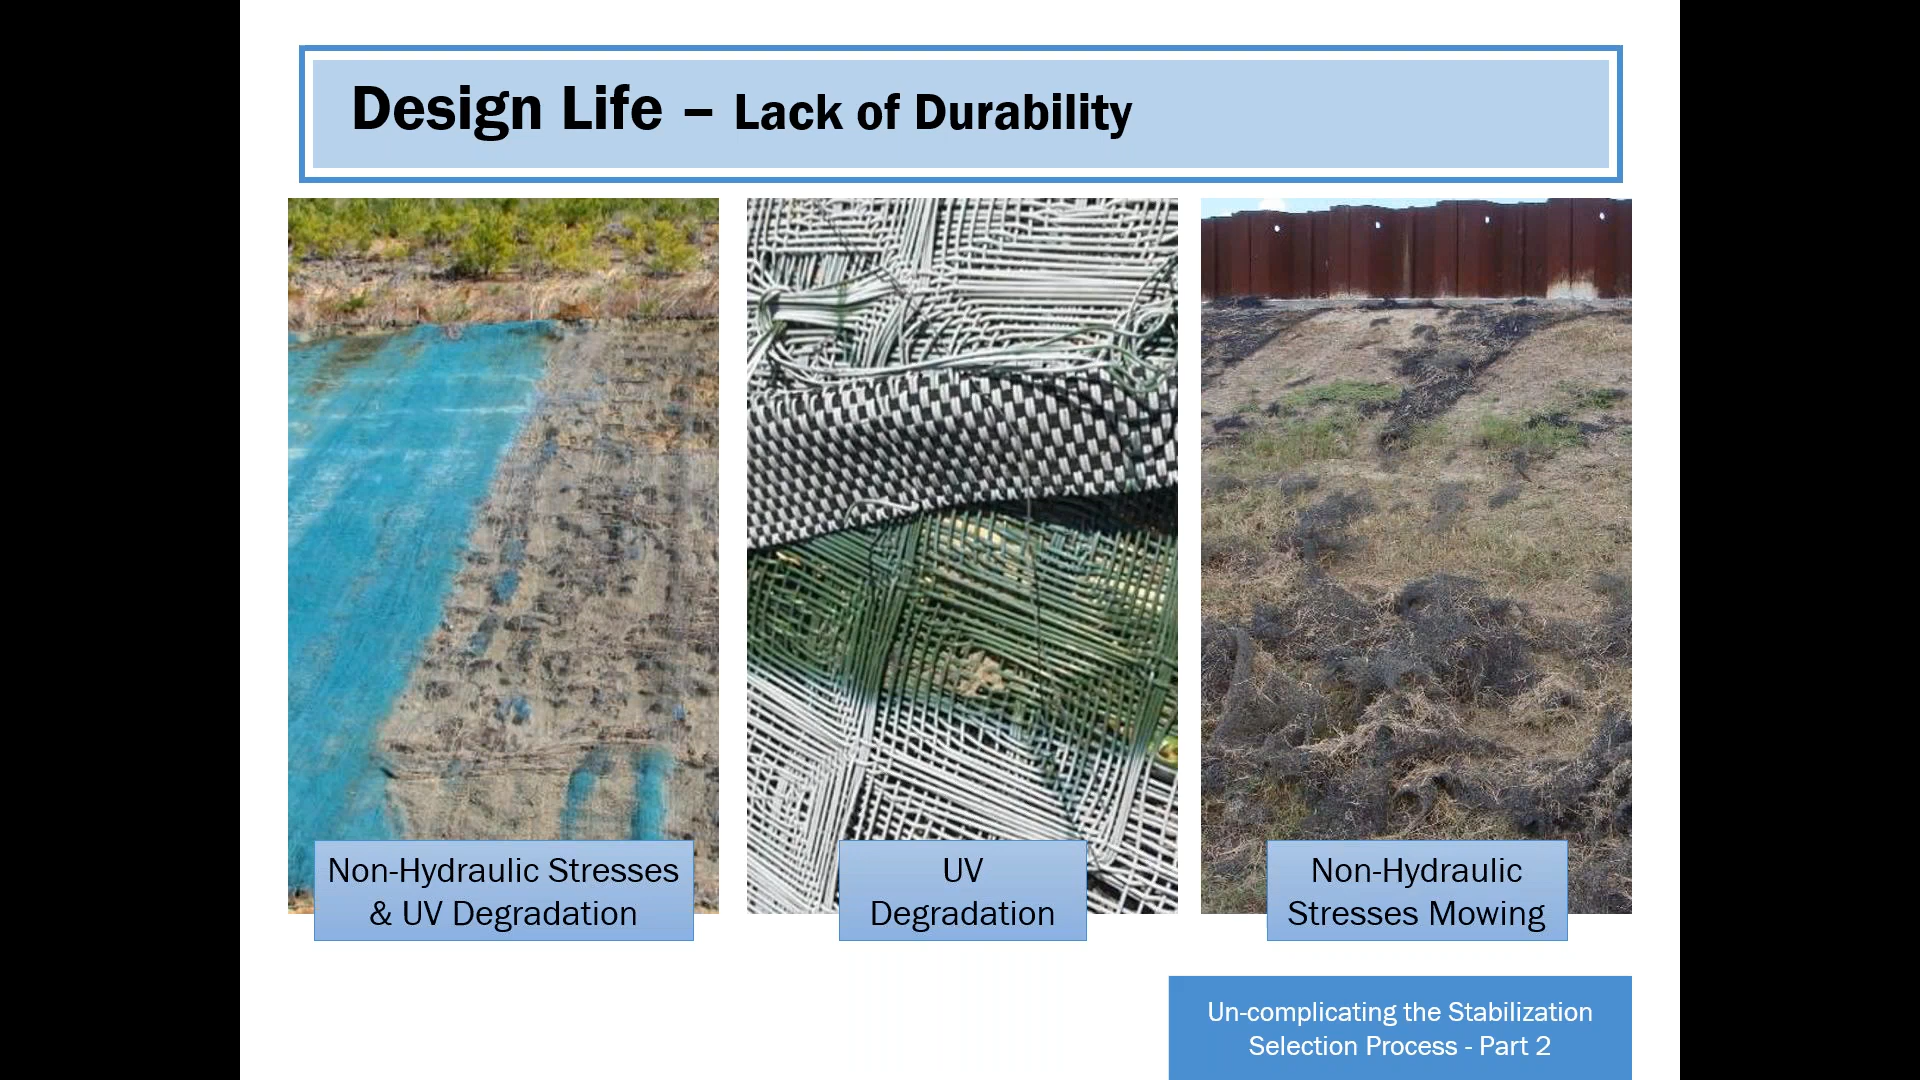 Design Life – Lack of Durability
Non-Hydraulic Stresses
& UV Degradation
UV
Degradation
Non-Hydraulic
Stresses Mowing
Un-complicating the Stabilization
Selection Process - Part 2